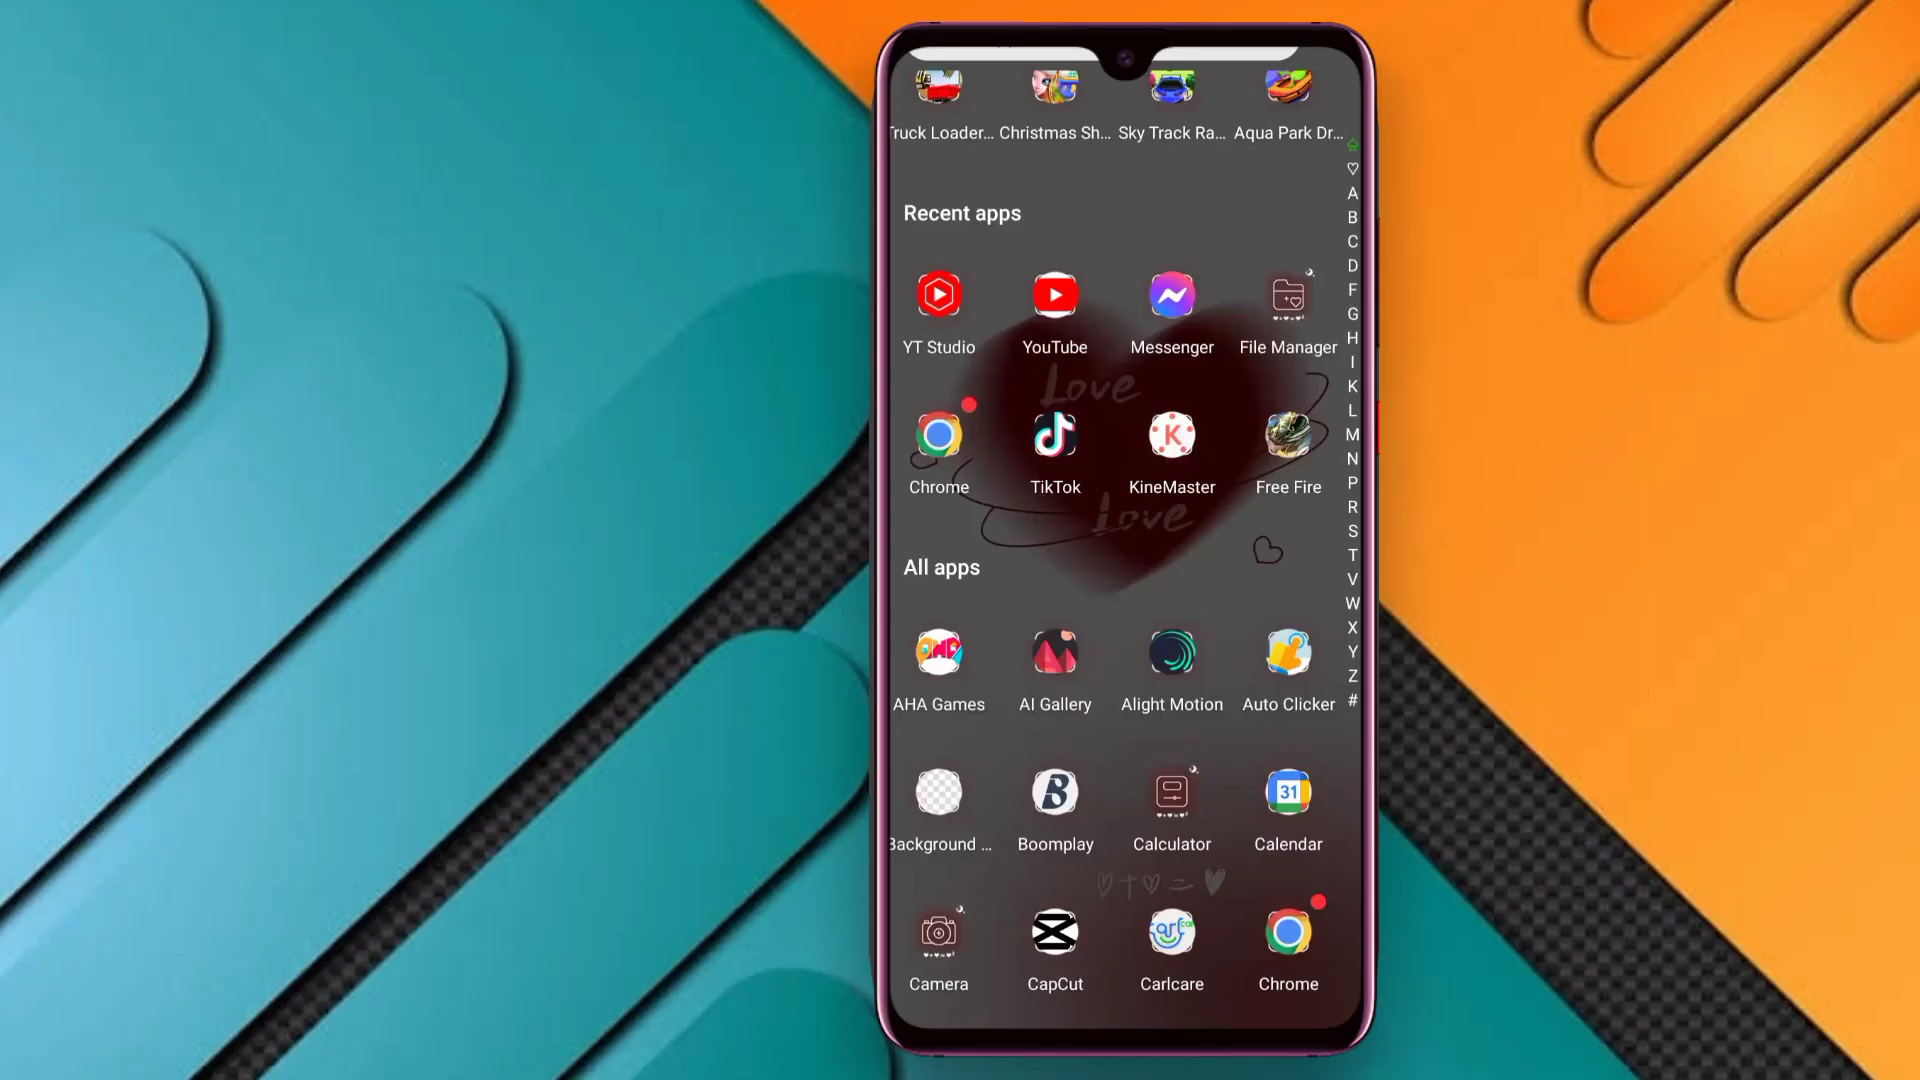 Truck Loader... Christmas Sh... Sky Track Ra... Aqua Park Dr...
Recent apps
YT Studio YouTube Messenger File Manager
Love
Chrome TikTok KineMaster Free Fire
Love
All apps
AHA Games AI Gallery Alight Motion Auto Clicker
31
Background ... Boomplay Calculator Calendar
Camera CapCut Carlcare Chrome
A
B
C
D
F
G
H
I
K
L
M
N
P
R
S
T
V
W
X
Y
Z
#